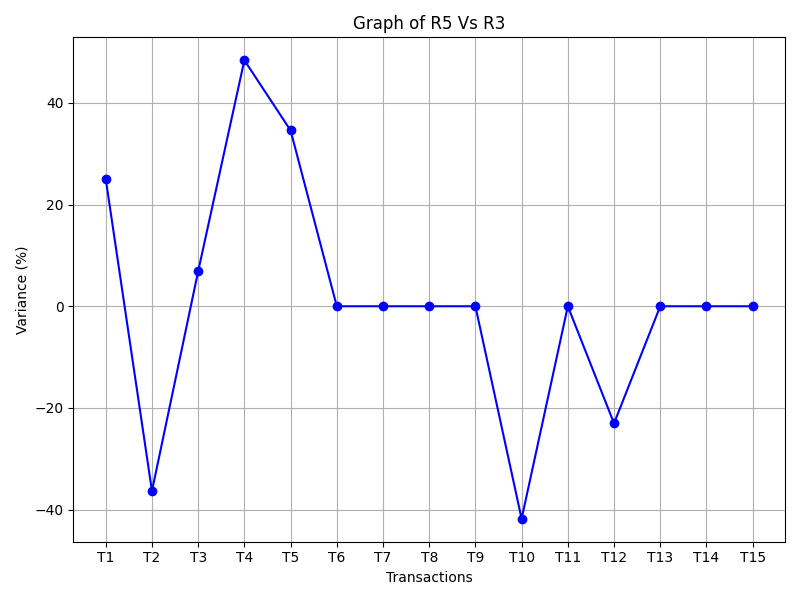 Graph of R5 Vs R3
Variance (%)
40
20
0
−20
−40
T1 T2 T3 T4 T5 T6 T7 T8 T9 T10 T11 T12 T13 T14 T15
Transactions